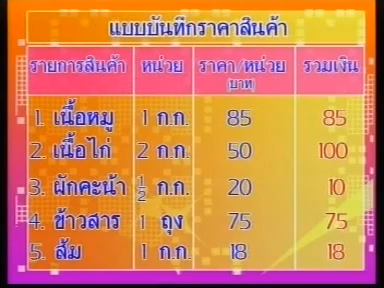 แบบบันทึกราคาสินค้า
รายการสินค้า หน่วย ราคา/หน่วย (บาท) รวมเงิน
1. เนื้อหมู 1 ก.ก. 85 85
2. เนื้อไก่ 2 ก.ก. 50 100
3. ผักคะน้า ½ ก.ก. 20 10
4. ข้าวสาร 1 ถุง 75 75
5. ส้ม 1 ก.ก. 18 18